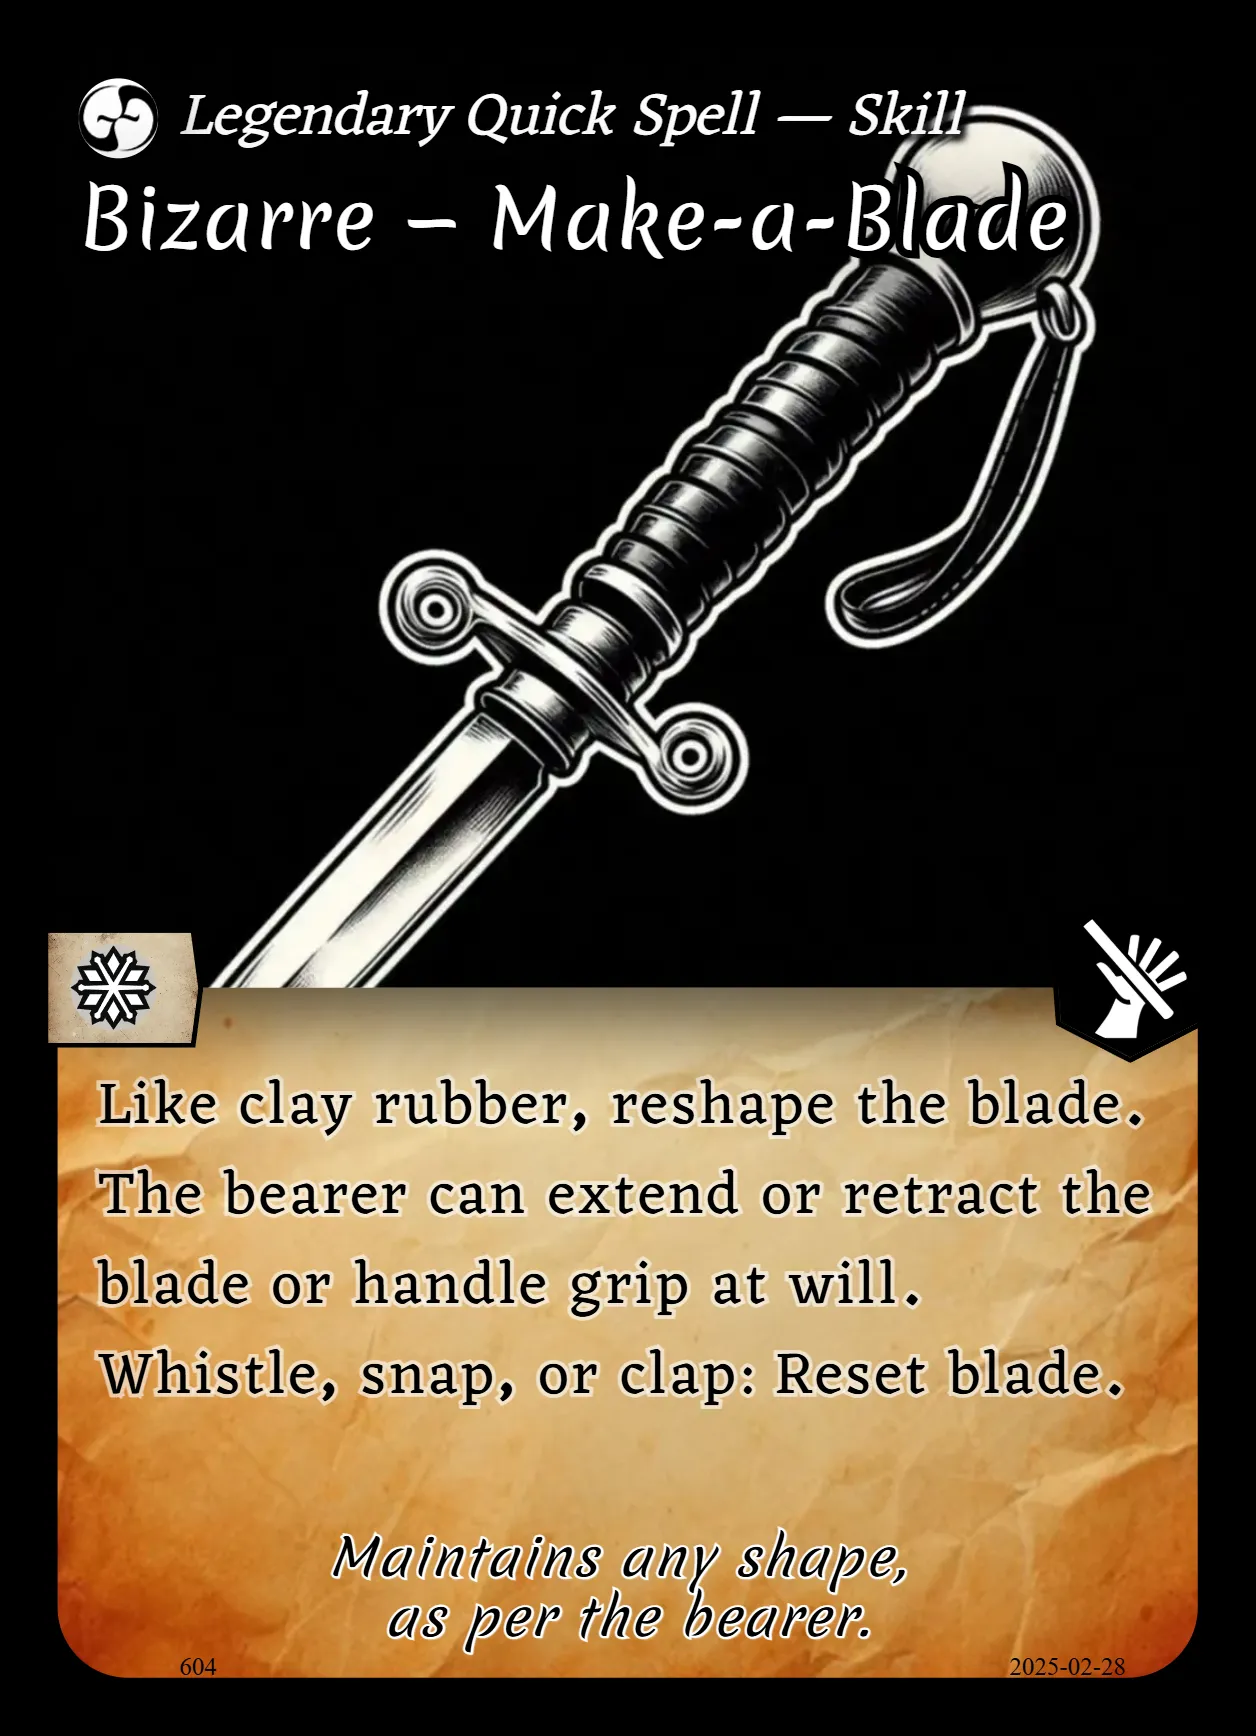 Legendary Quick Spell — Skill
Bizarre – Make-a-Blade
Like clay rubber, reshape the blade.
The bearer can extend or retract the
blade or handle grip at will.
Whistle, snap, or clap: Reset blade.
Maintains any shape,
as per the bearer.
604
2025-02-28